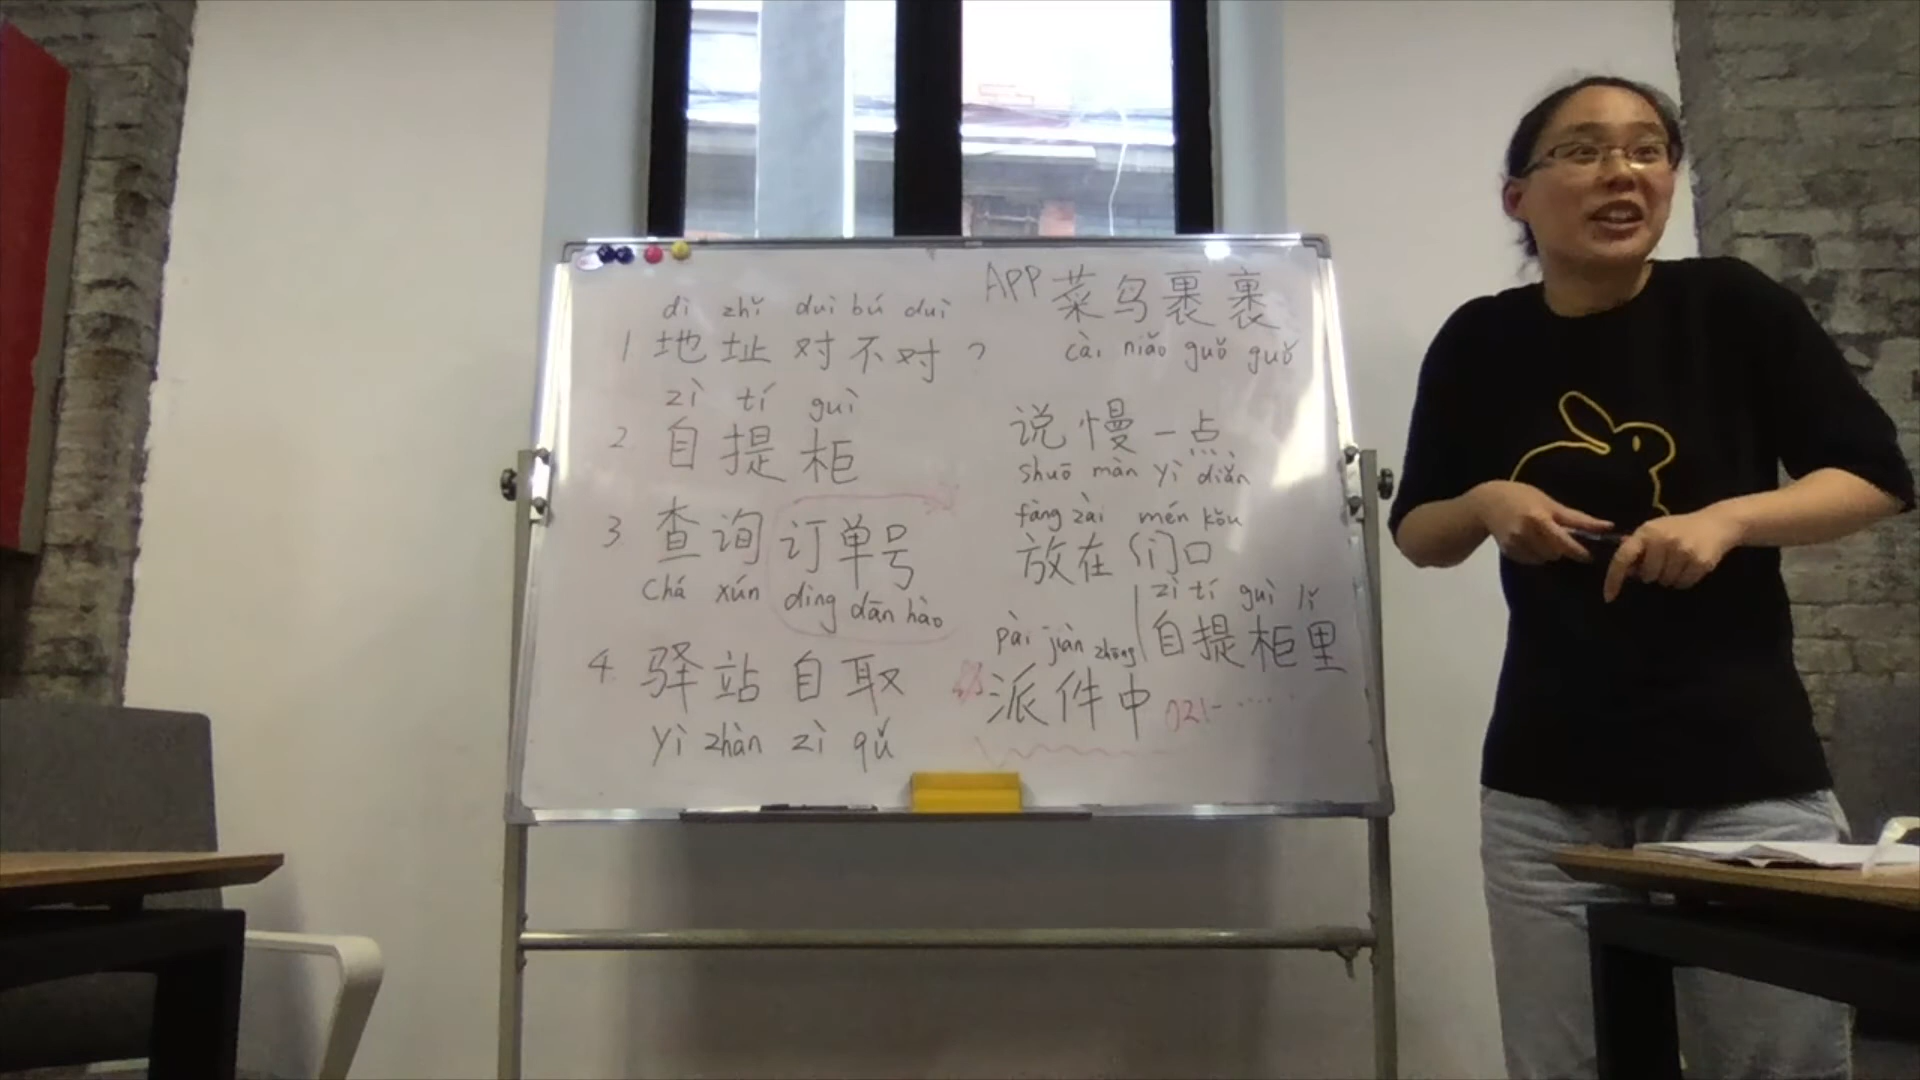 dì zhǐ duì bú duì
1 地址对不对?
zì tí guì
2 自提柜
3 查询订单号
chá xún dìng dān hào
4. 驿站自取
yì zhàn zì qǔ
APP 菜鸟裹裹
cài niǎo guǒ guǒ
说慢一点
shuō màn yì diǎn
fàng zài mén kǒu
放在们口
zì tí guì lǐ
自提柜里
pài jiàn zhōng
派件中 021-······